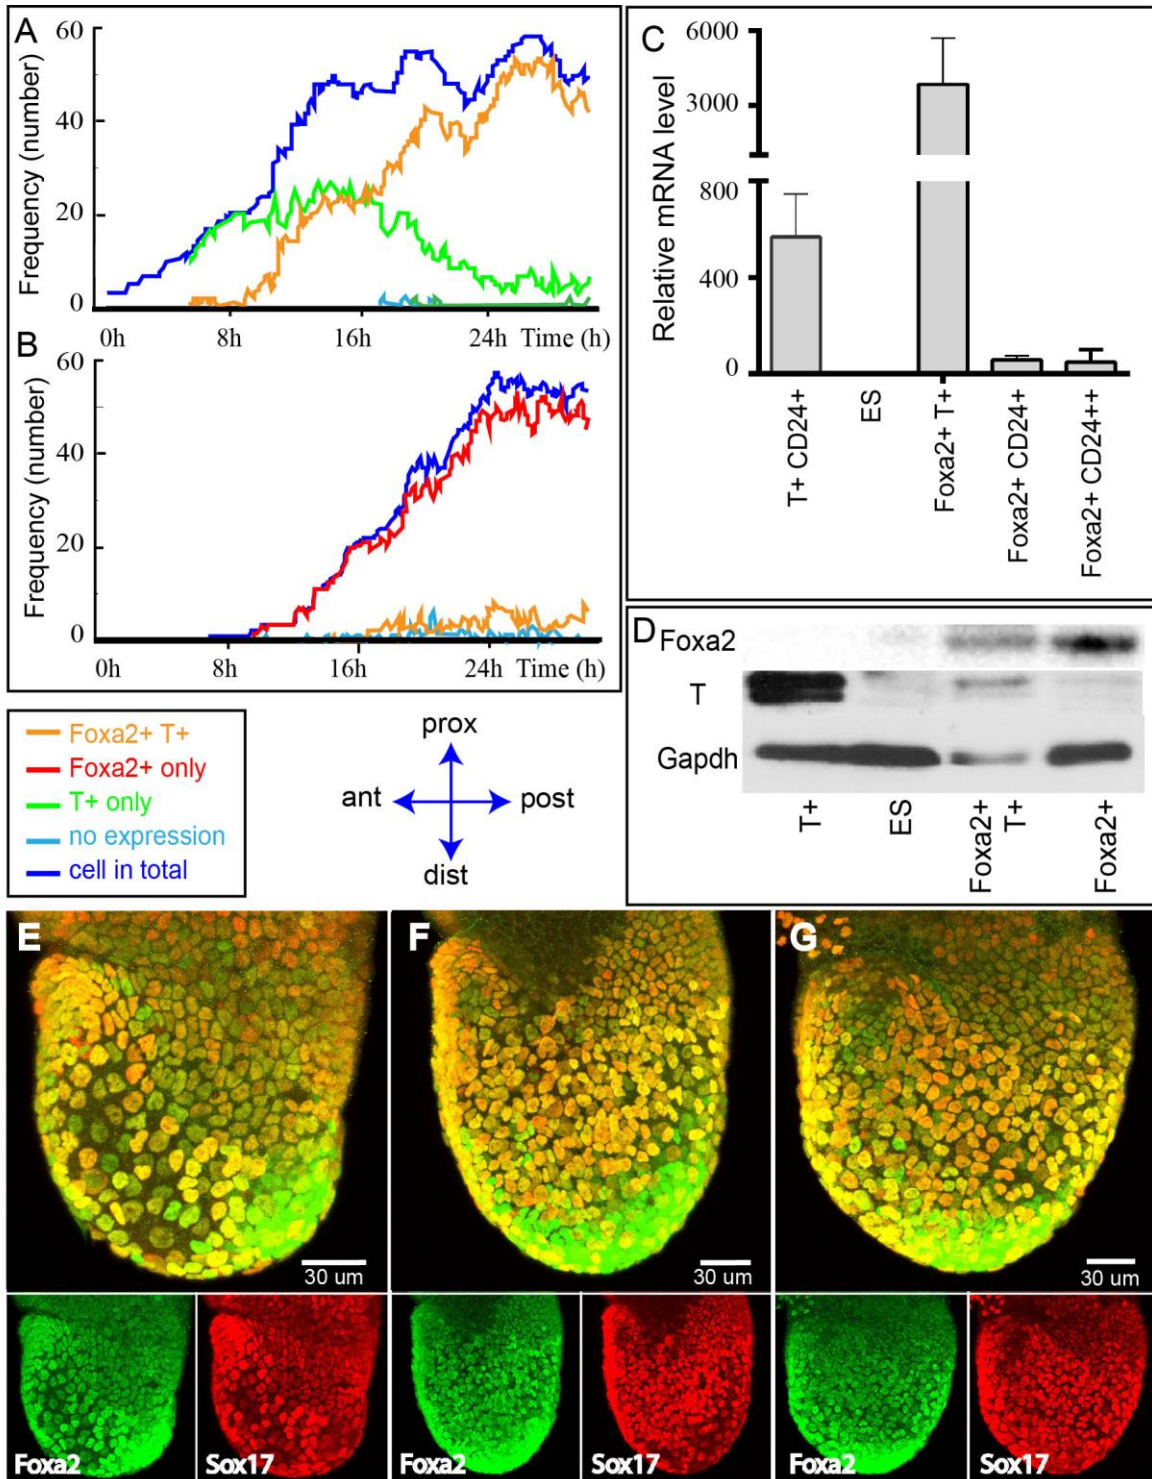 A
Frequency (number)
60
40
20
0
0h 8h 16h 24h Time (h)
B
Frequency (number)
60
40
20
0
0h 8h 16h 24h Time (h)
C
Relative mRNA level
6000
3000
800
400
0
T+ CD24+
ES
Foxa2+ T+
Foxa2+ CD24+
Foxa2+ CD24++
D
Foxa2
T
Gapdh
T+
ES
Foxa2+
T+
Foxa2+
Foxa2+ T+
Foxa2+ only
T+ only
no expression
cell in total
prox
ant post
dist
E
30 um
F
30 um
G
30 um
Foxa2 Sox17 Foxa2 Sox17 Foxa2 Sox17